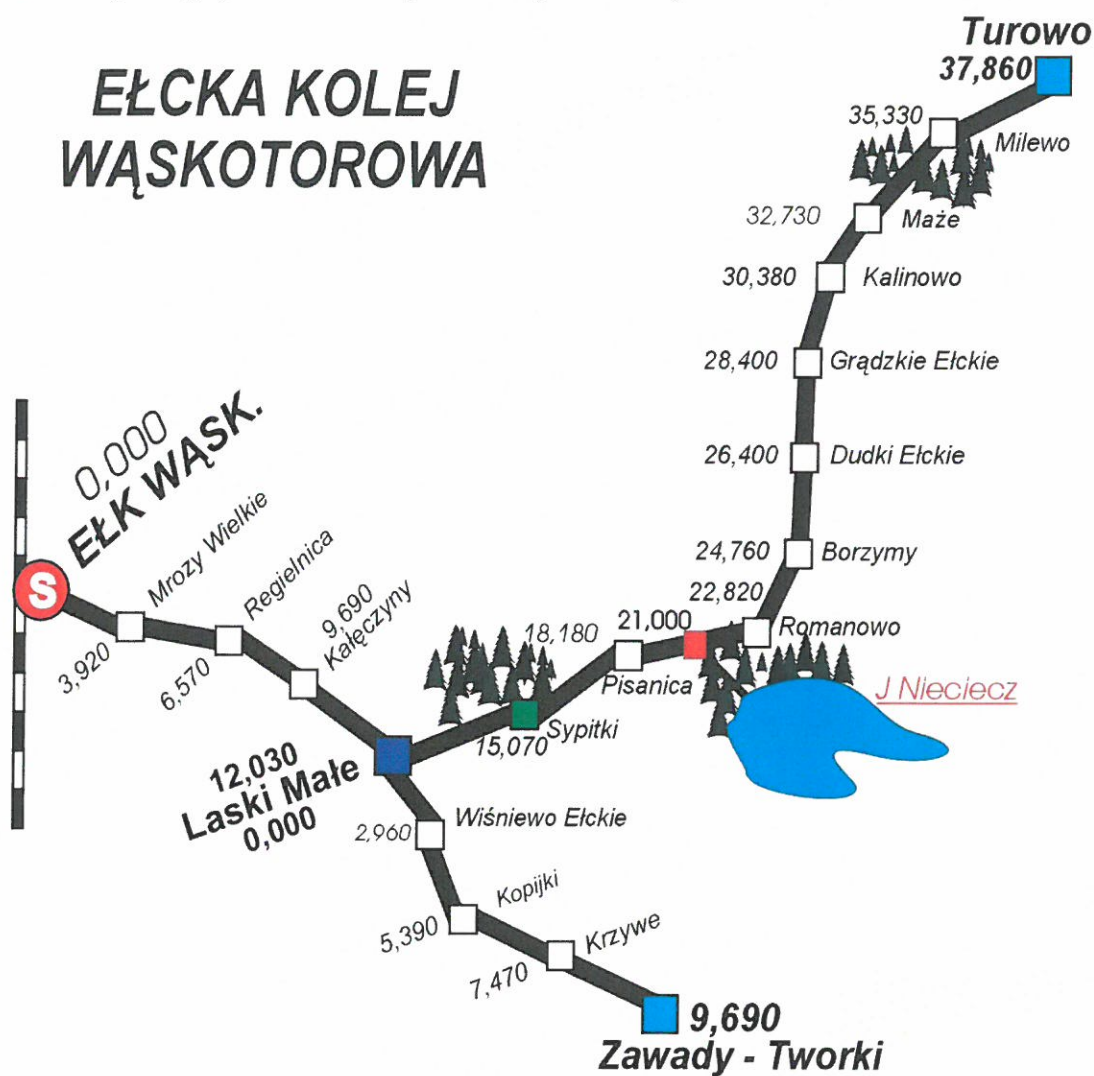 EŁCKA KOLEJ
WĄSKOTOROWA
Turowo
37,860
35,330
Milewo
32,730
Maże
30,380
Kalinowo
28,400
Grądzkie Ełckie
26,400
Dudki Ełckie
24,760
Borzymy
22,820
Romanowo
21,000
J Nieciecz
18,180
Pisanica
15,070
Sypitki
0,000
EŁK WĄSK.
S
Mrozy Wielkie
3,920
Regielnica
6,570
9,690
Kałęczyny
12,030
Laski Małe
0,000
2,960
Wiśniewo Ełckie
Kopijki
5,390
Krzywe
7,470
9,690
Zawady - Tworki